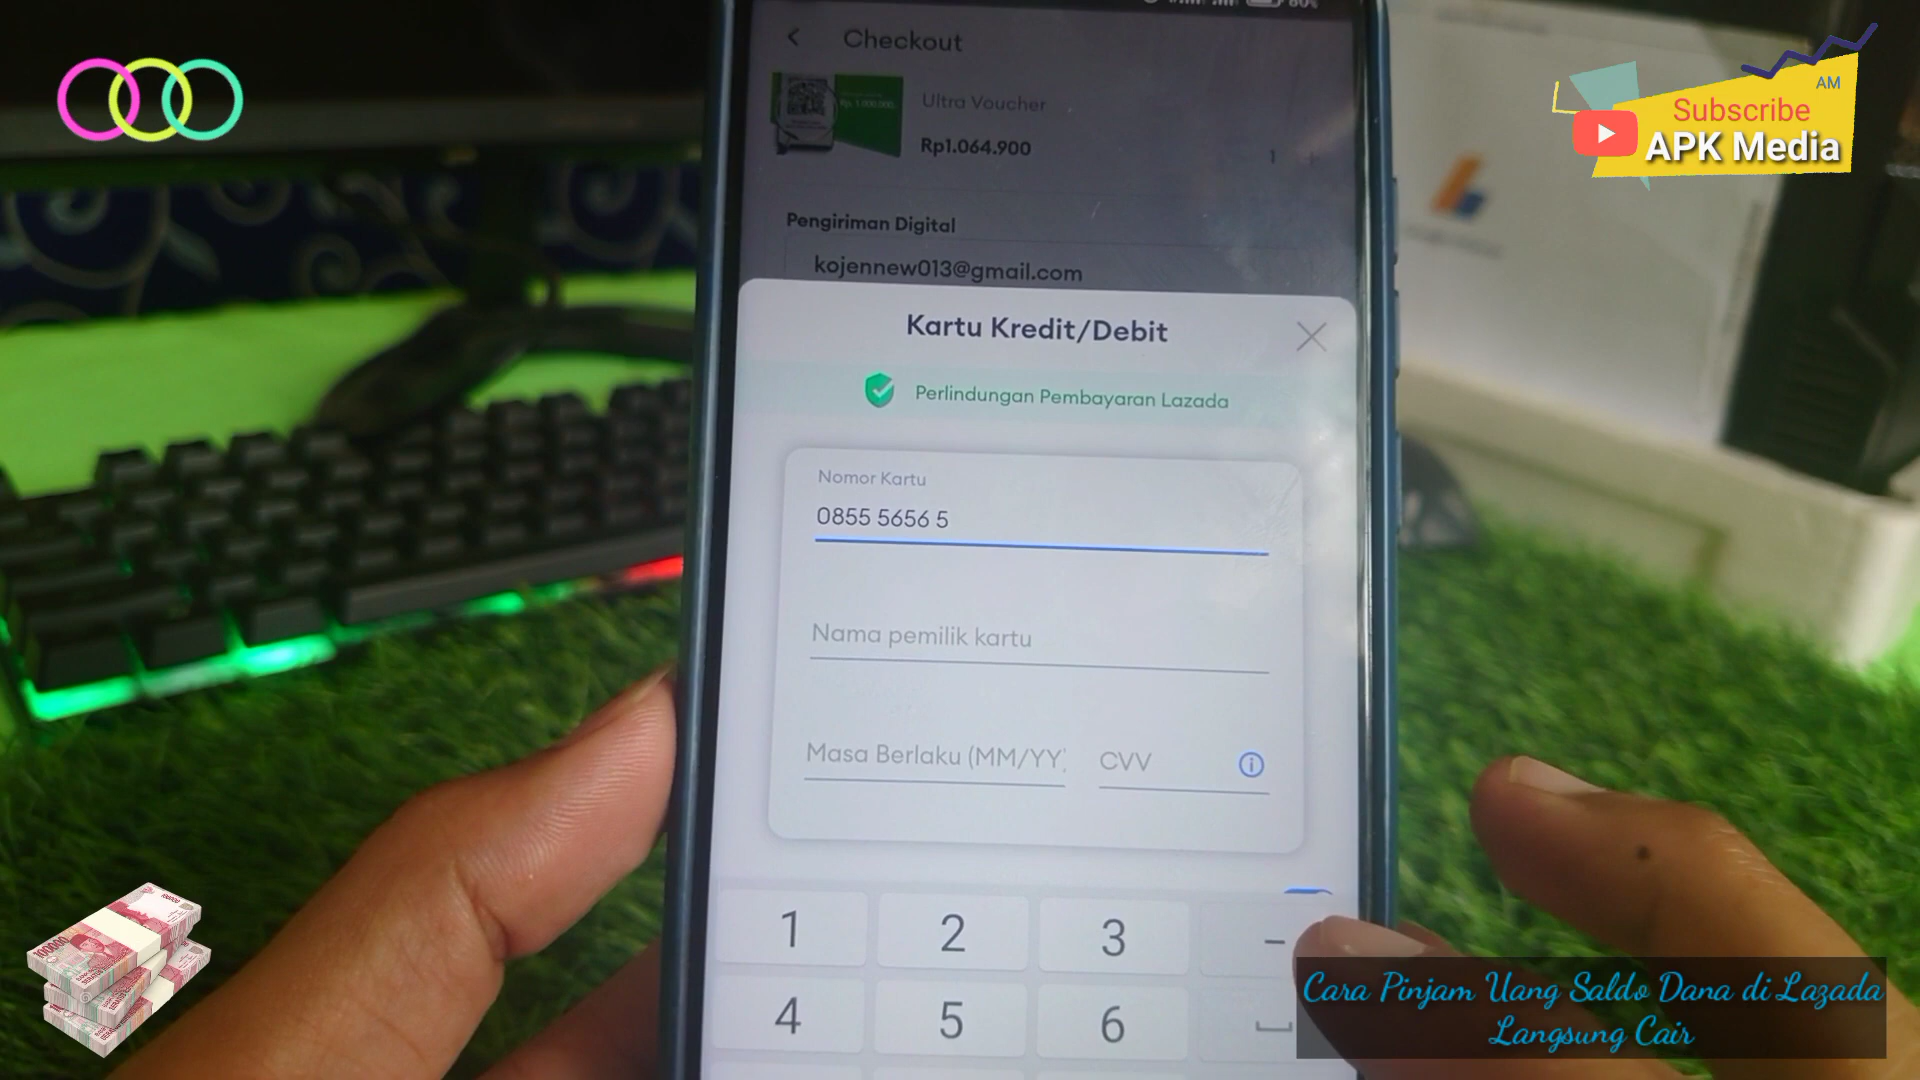 80%
Checkout
Ultra Voucher
Rp1.064.900
1 +
Pengiriman Digital
kojennew013@gmail.com
Kartu Kredit/Debit
Perlindungan Pembayaran Lazada
Nomor Kartu
0855 5656 5
Nama pemilik kartu
Masa Berlaku (MM/YY)
CVV
1 2 3 -
4 5 6
AM
Subscribe
APK Media
100000
Cara Pinjam Uang Saldo Dana di Lazada
Langsung Cair